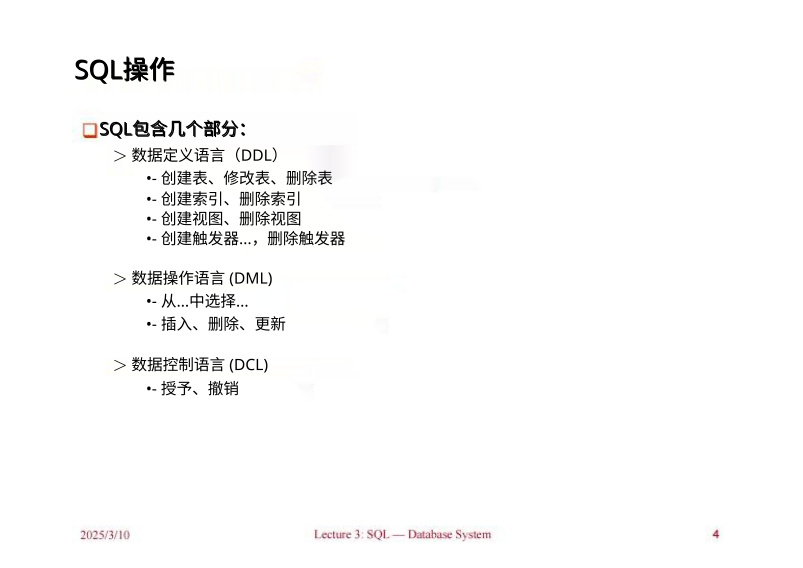 SQL操作
❑SQL包含几个部分：
＞ 数据定义语言（DDL）
•- 创建表、修改表、删除表
•- 创建索引、删除索引
•- 创建视图、删除视图
•- 创建触发器...，删除触发器
＞ 数据操作语言 (DML)
•- 从...中选择...
•- 插入、删除、更新
＞ 数据控制语言 (DCL)
•- 授予、撤销
2025/3/10 Lecture 3: SQL — Database System 4